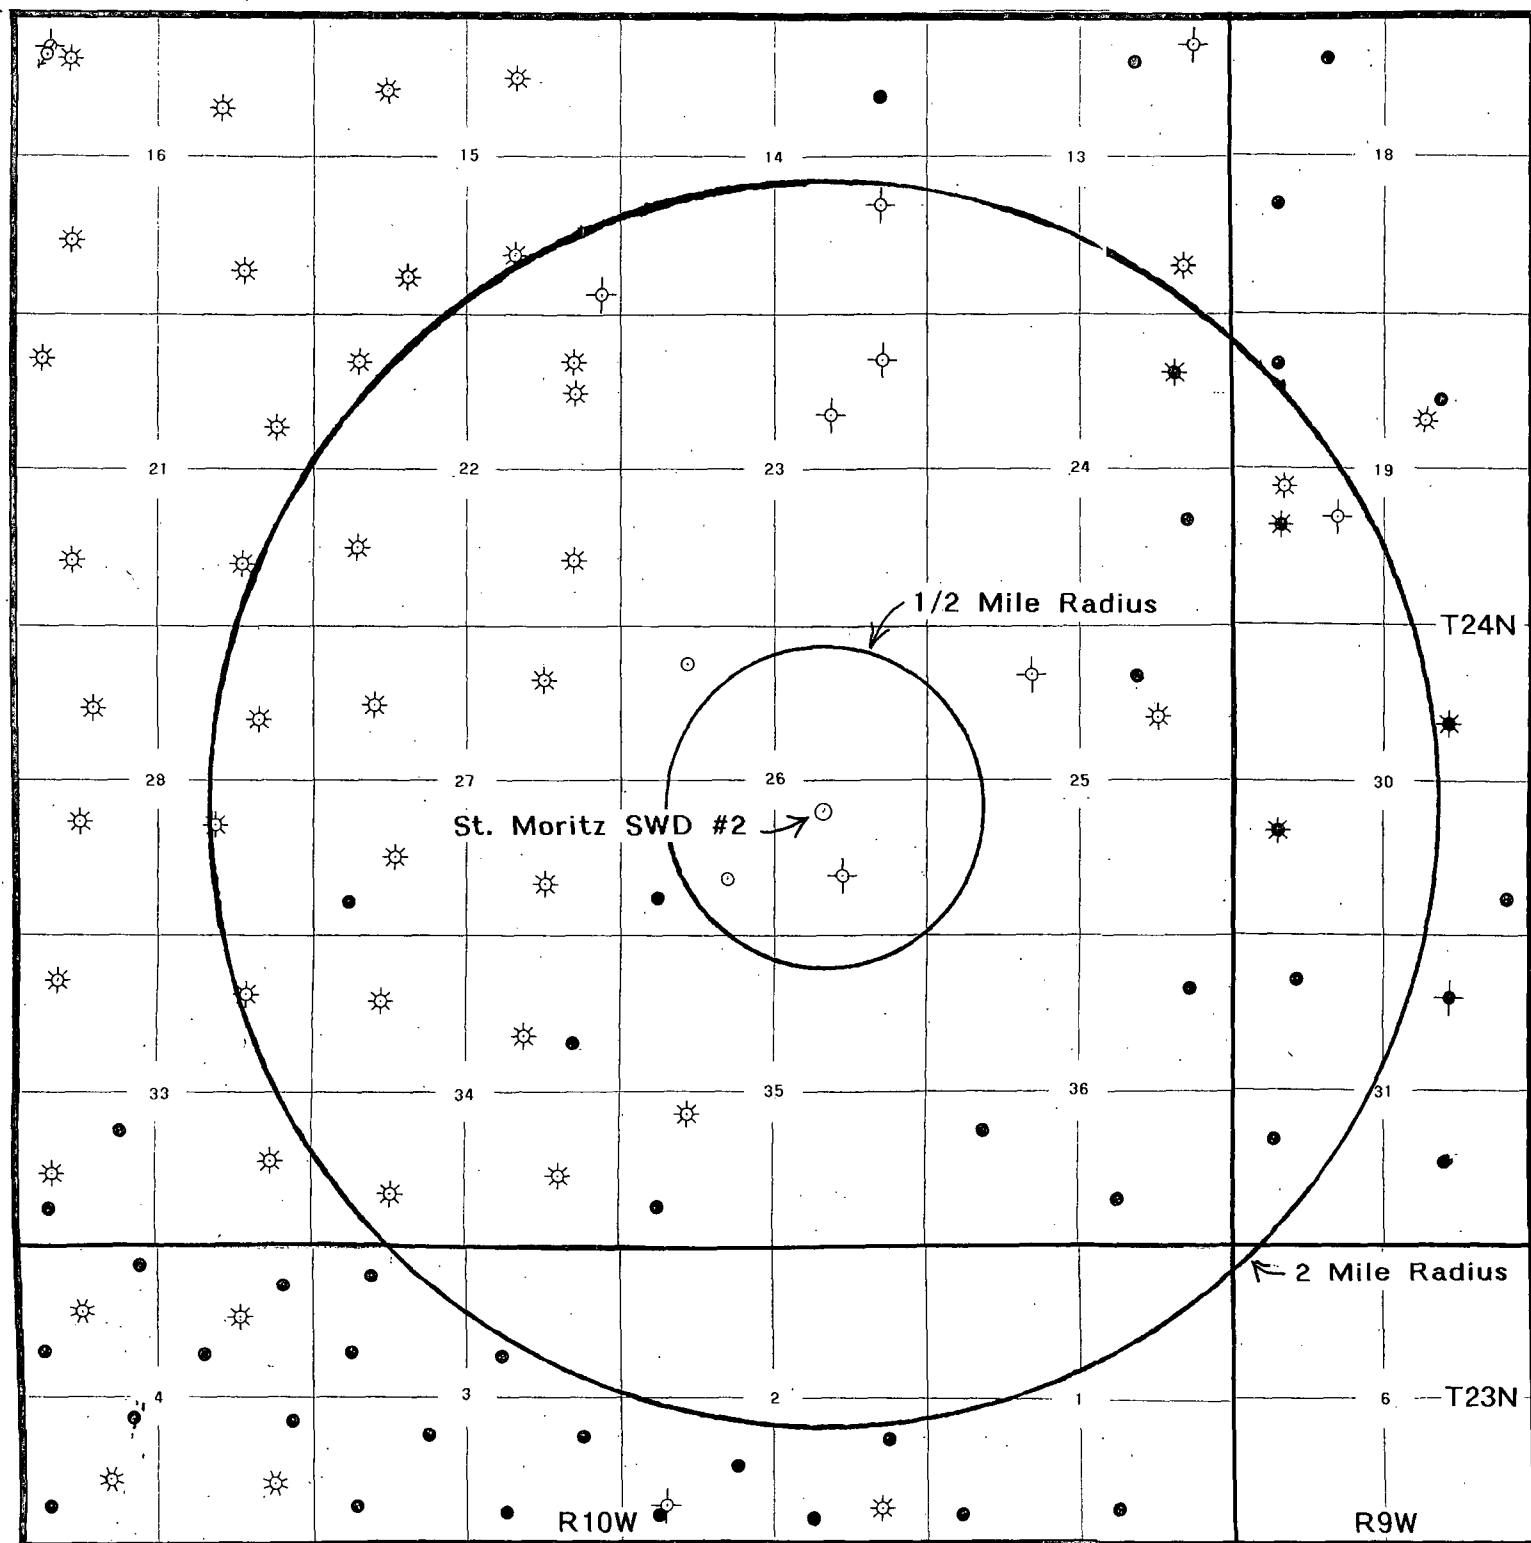 16 15 14 13 18
21 22 23 24 19
1/2 Mile Radius
T24N
28 27 26 25 30
St. Moritz SWD #2
33 34 35 36 31
2 Mile Radius
4 3 2 1 6 T23N
R10W R9W